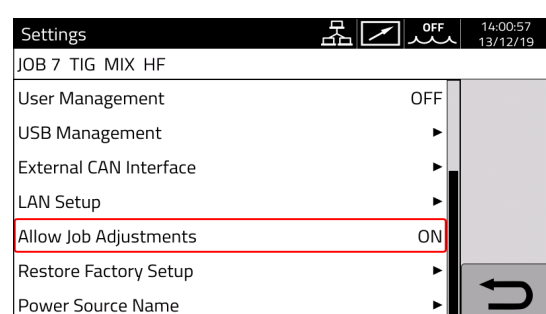 Settings
OFF
14:00:57
13/12/19
JOB 7 TIG MIX HF
User Management OFF
USB Management
External CAN Interface
LAN Setup
Allow Job Adjustments ON
Restore Factory Setup
Power Source Name